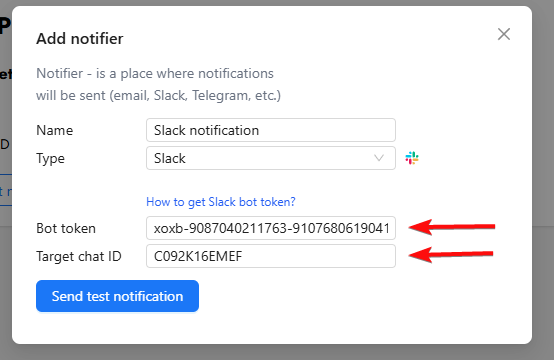 Add notifier
Notifier - is a place where notifications
will be sent (email, Slack, Telegram, etc.)
Name
Slack notification
Type
Slack
How to get Slack bot token?
Bot token
xoxb-9087040211763-9107680619041
Target chat ID
C092K16EMEF
Send test notification